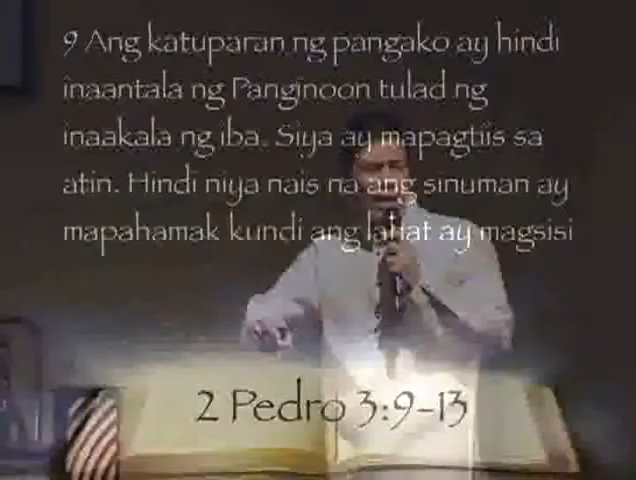 9 Ang katuparan ng pangako ay hindi
inaantala ng Panginoon tulad ng
inaakala ng iba. Siya ay mapagtiis sa
atin. Hindi niya nais na ang sinuman ay
mapahamak kundi ang lahat ay magsisi
2 Pedro 3:9-13